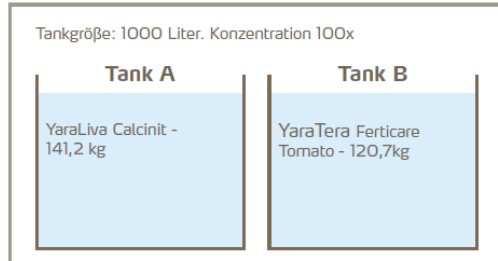 Tankgröße: 1000 Liter. Konzentration 100x
Tank A
YaraLiva Calcinit -
141,2 kg
Tank B
YaraTera Ferticare
Tomato - 120,7kg